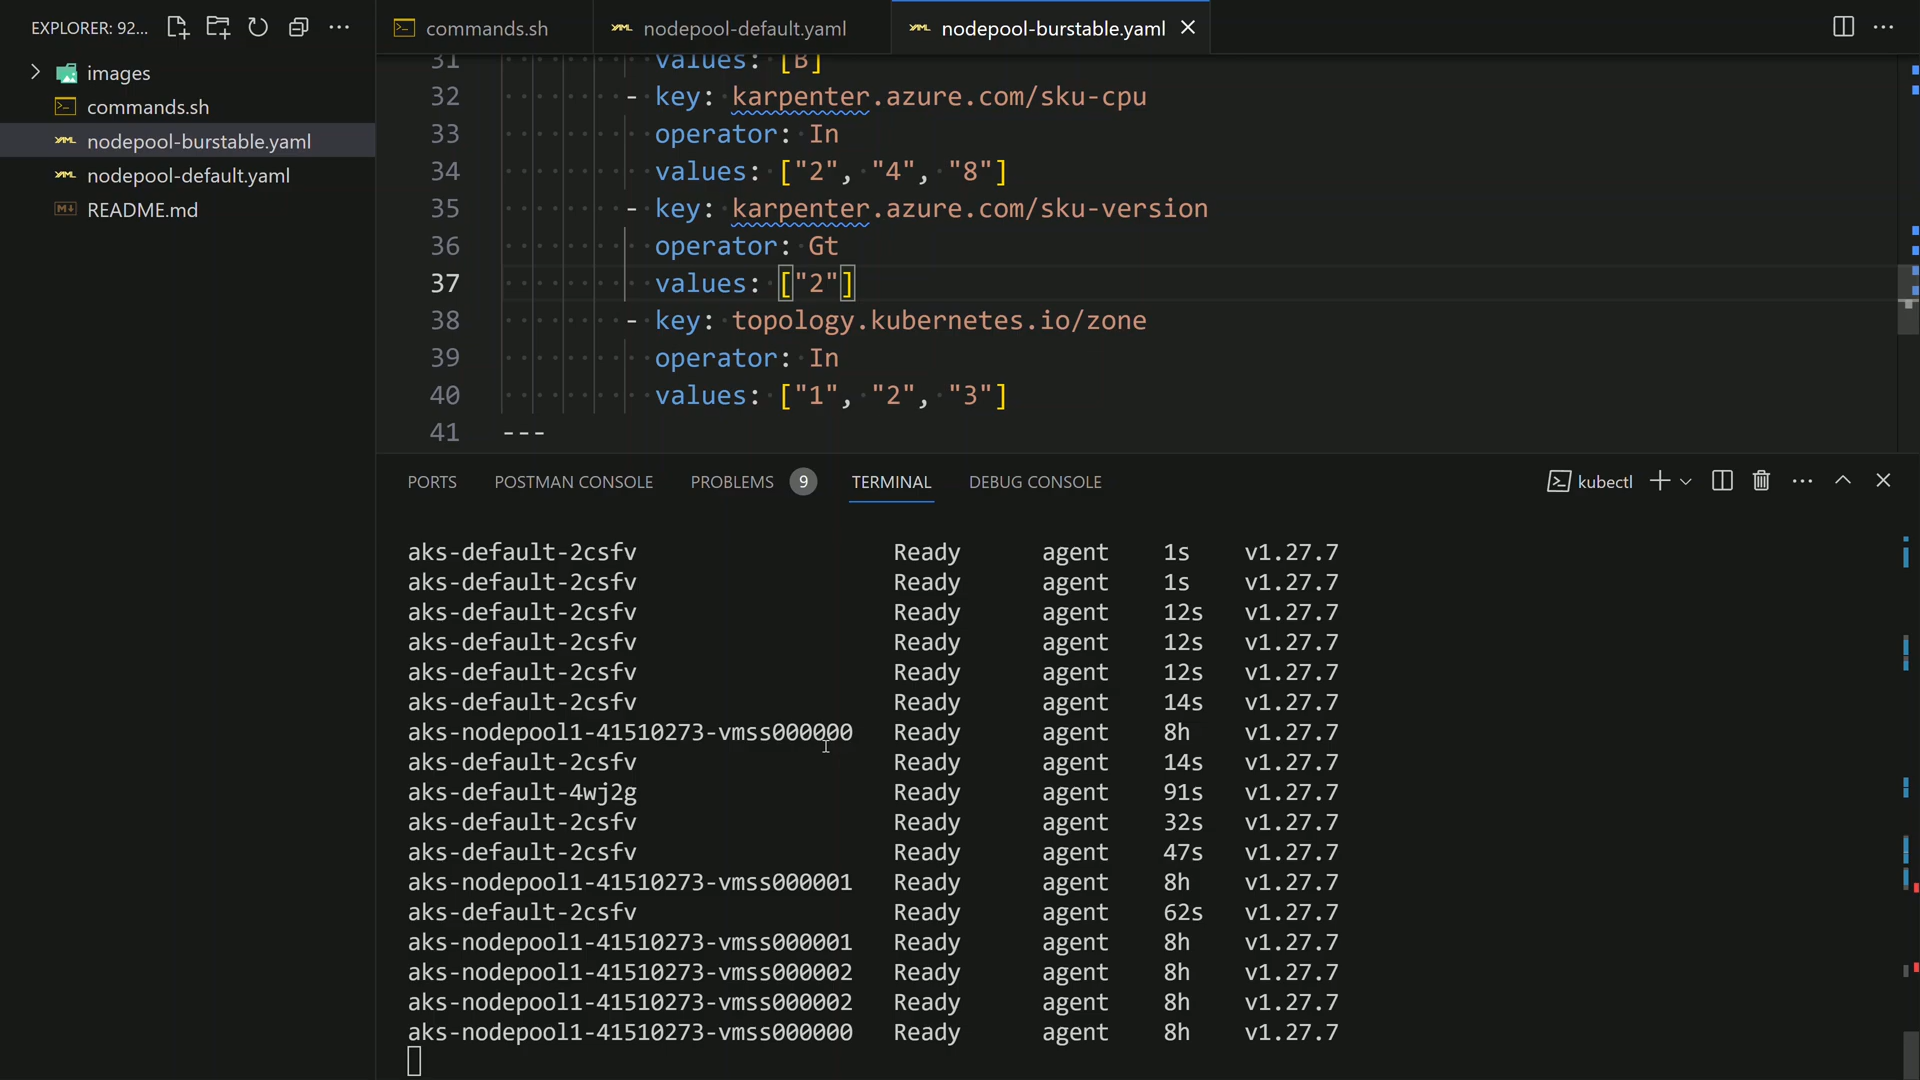 EXPLORER: 92...
images
commands.sh
nodepool-burstable.yaml
nodepool-default.yaml
README.md
commands.sh
nodepool-default.yaml
nodepool-burstable.yaml
31 values: [B]
32 - key: karpenter.azure.com/sku-cpu
33 operator: In
34 values: ["2", "4", "8"]
35 - key: karpenter.azure.com/sku-version
36 operator: Gt
37 values: ["2"]
38 - key: topology.kubernetes.io/zone
39 operator: In
40 values: ["1", "2", "3"]
41 ---
PORTS POSTMAN CONSOLE PROBLEMS 9 TERMINAL DEBUG CONSOLE kubectl
aks-default-2csfv Ready agent 1s v1.27.7
aks-default-2csfv Ready agent 1s v1.27.7
aks-default-2csfv Ready agent 12s v1.27.7
aks-default-2csfv Ready agent 12s v1.27.7
aks-default-2csfv Ready agent 12s v1.27.7
aks-default-2csfv Ready agent 14s v1.27.7
aks-nodepool1-41510273-vmss000000 Ready agent 8h v1.27.7
aks-default-2csfv Ready agent 14s v1.27.7
aks-default-4wj2g Ready agent 91s v1.27.7
aks-default-2csfv Ready agent 32s v1.27.7
aks-default-2csfv Ready agent 47s v1.27.7
aks-nodepool1-41510273-vmss000001 Ready agent 8h v1.27.7
aks-default-2csfv Ready agent 62s v1.27.7
aks-nodepool1-41510273-vmss000001 Ready agent 8h v1.27.7
aks-nodepool1-41510273-vmss000002 Ready agent 8h v1.27.7
aks-nodepool1-41510273-vmss000002 Ready agent 8h v1.27.7
aks-nodepool1-41510273-vmss000000 Ready agent 8h v1.27.7